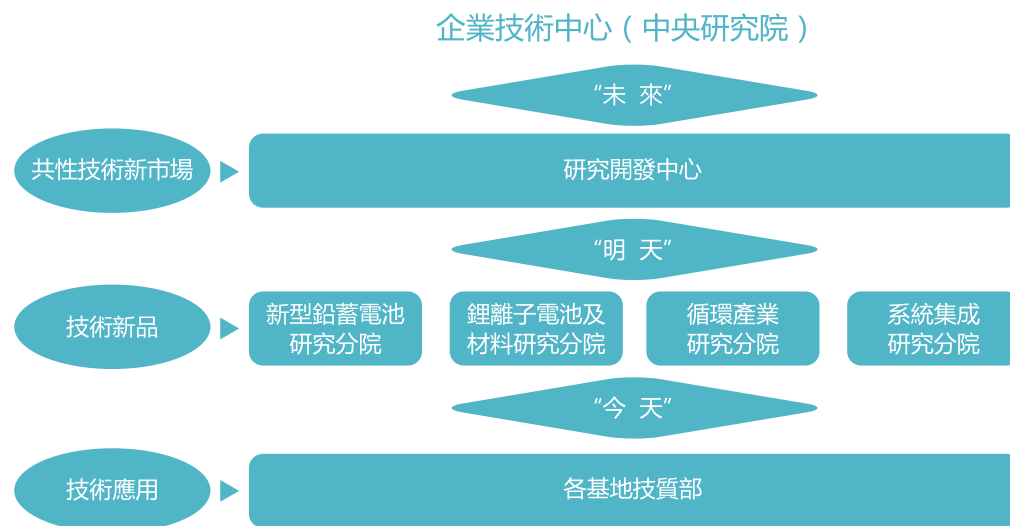 企業技術中心（中央研究院）
“未 來”
共性技術新市場
研究開發中心
“明 天”
技術新品
新型鉛蓄電池
研究分院
鋰離子電池及
材料研究分院
循環產業
研究分院
系統集成
研究分院
“今 天”
技術應用
各基地技質部